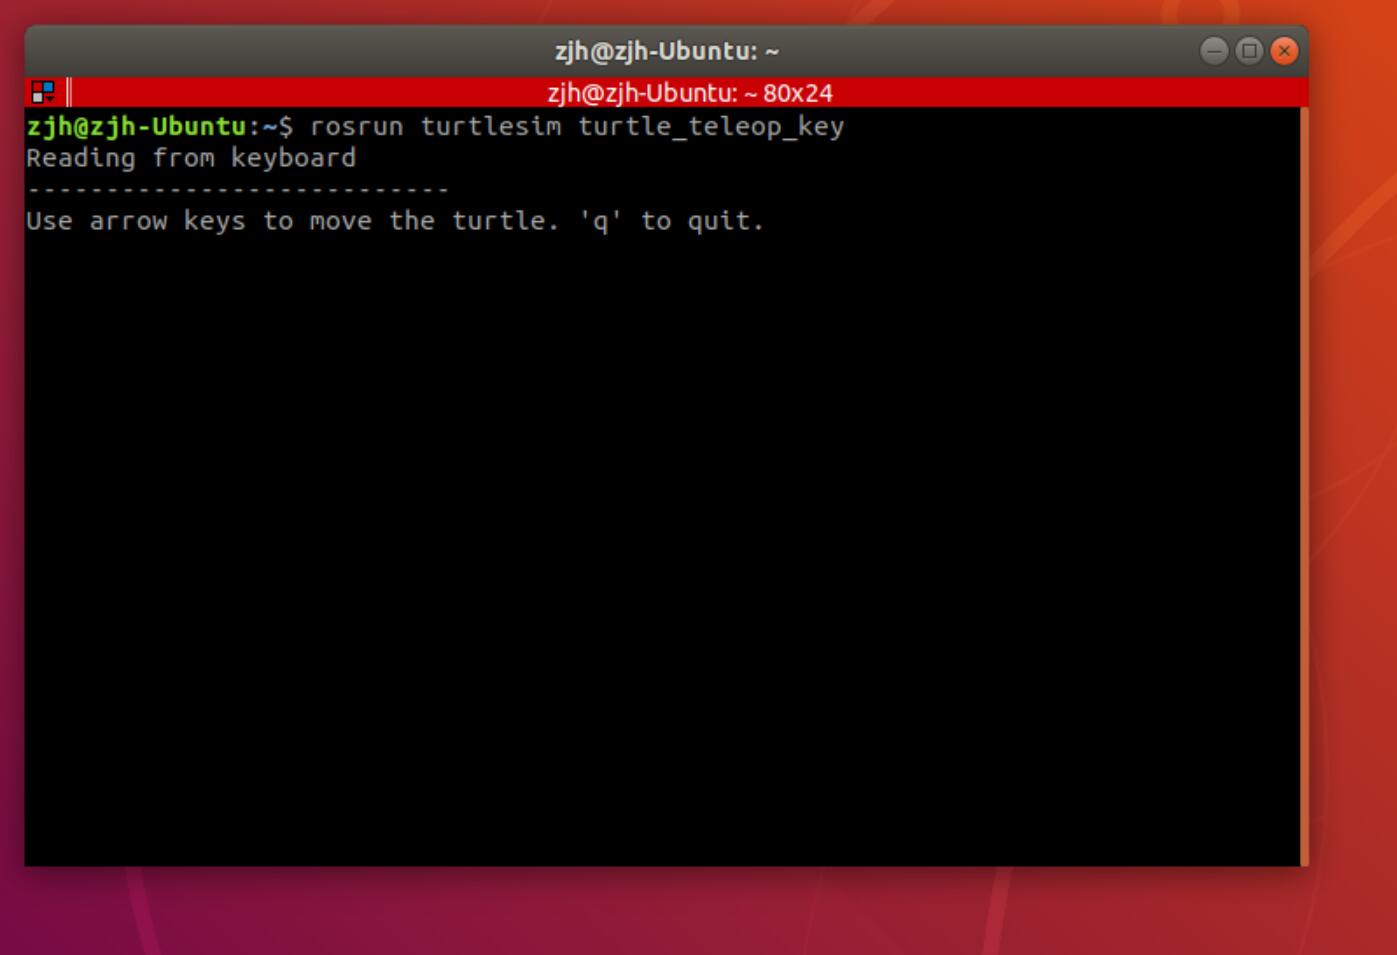 zjh@zjh-Ubuntu: ~
zjh@zjh-Ubuntu: ~ 80x24
zjh@zjh-Ubuntu:~$ rosrun turtlesim turtle_teleop_key
Reading from keyboard
---------------------------
Use arrow keys to move the turtle. 'q' to quit.